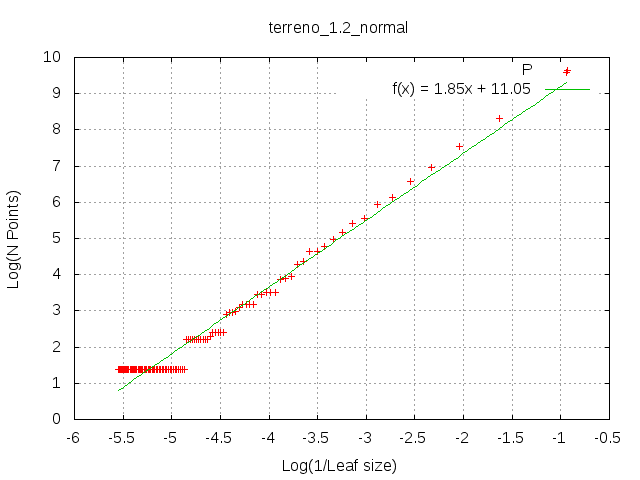 terreno_1.2_normal
10
9
8
7
6
5
4
3
2
1
0
Log(N Points)
P
f(x) = 1.85x + 11.05
-6 -5.5 -5 -4.5 -4 -3.5 -3 -2.5 -2 -1.5 -1 -0.5
Log(1/Leaf size)